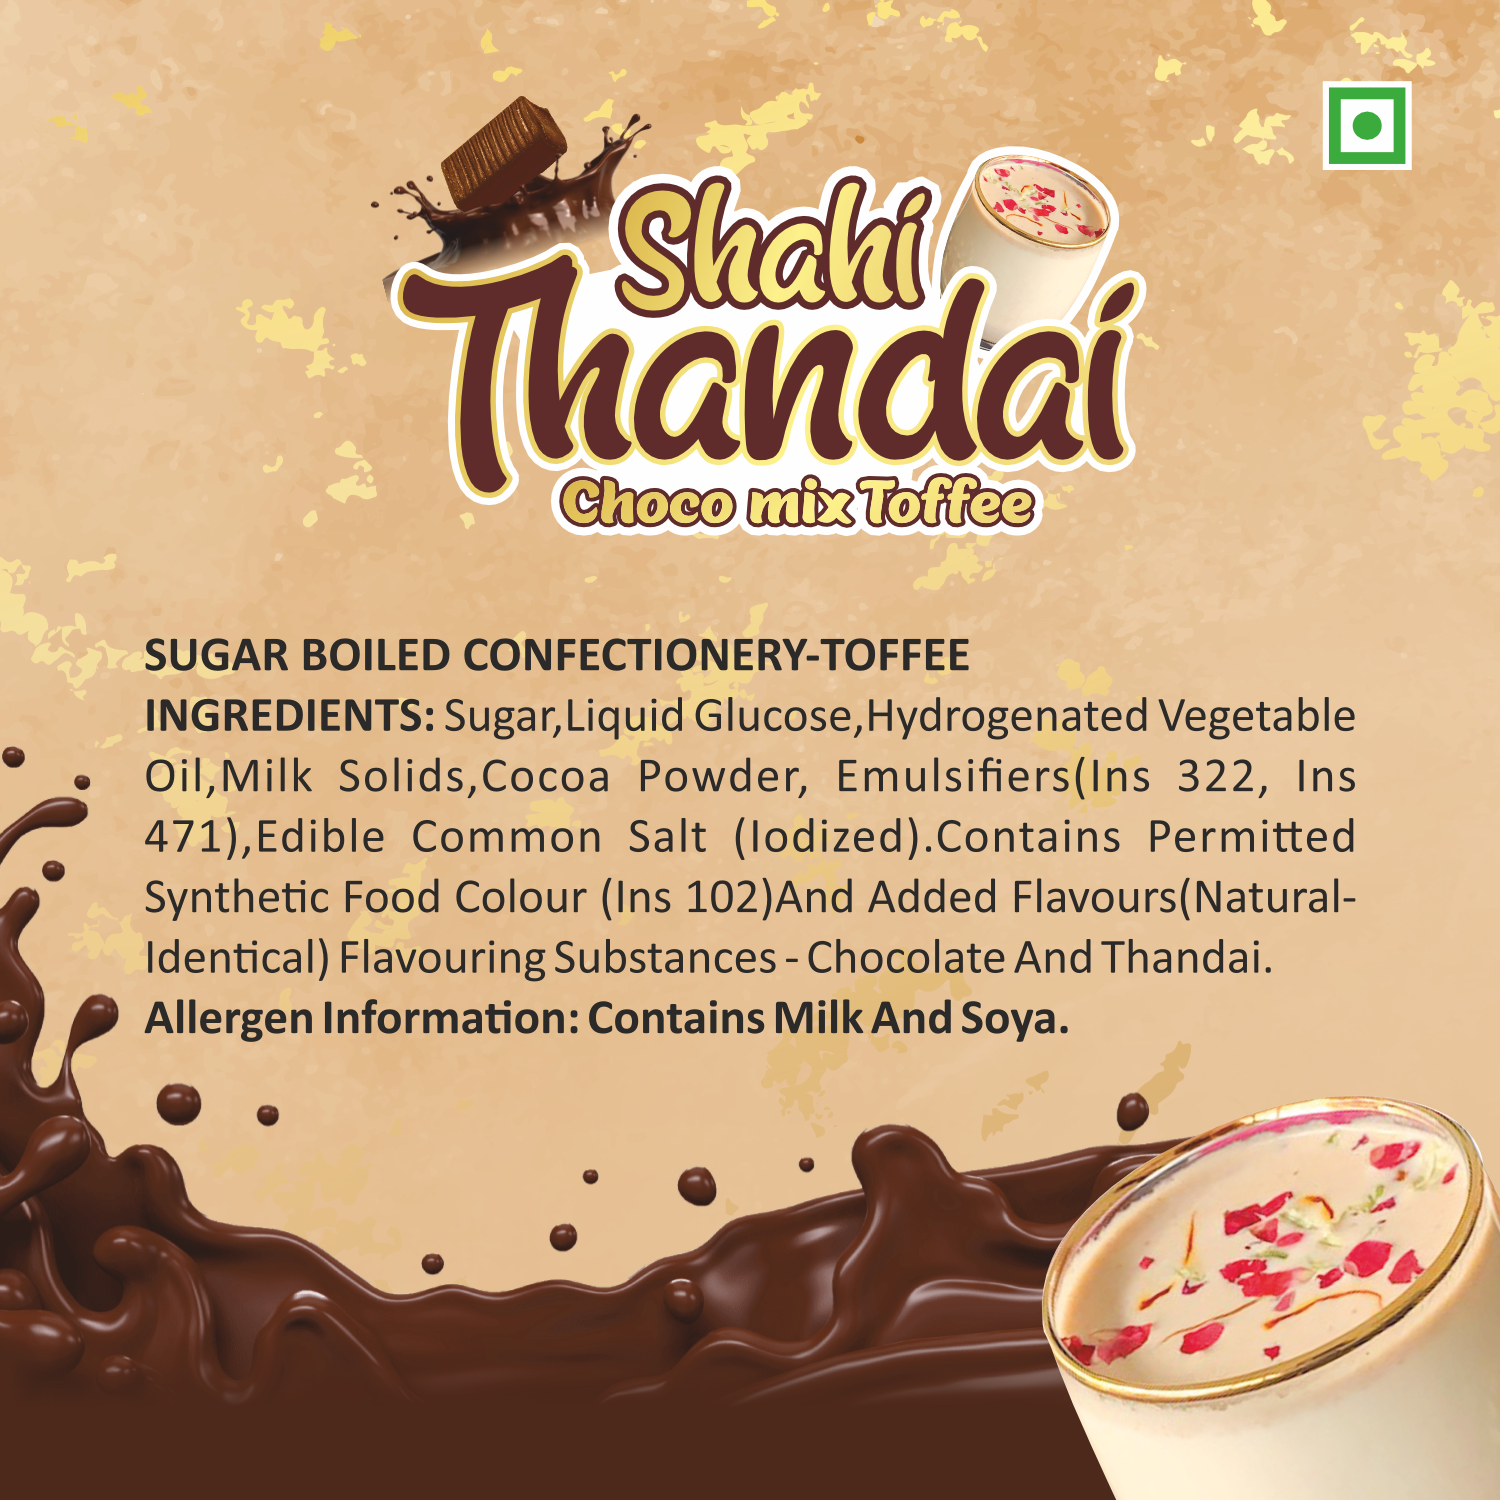 Shahi
Thandai
Choco mix Toffee
SUGAR BOILED CONFECTIONERY-TOFFEE
INGREDIENTS: Sugar,Liquid Glucose,Hydrogenated Vegetable
Oil,Milk Solids,Cocoa Powder, Emulsifiers(Ins 322, Ins
471),Edible Common Salt (Iodized).Contains Permitted
Synthetic Food Colour (Ins 102)And Added Flavours(Natural-
Identical) Flavouring Substances - Chocolate And Thandai.
Allergen Information: Contains Milk And Soya.